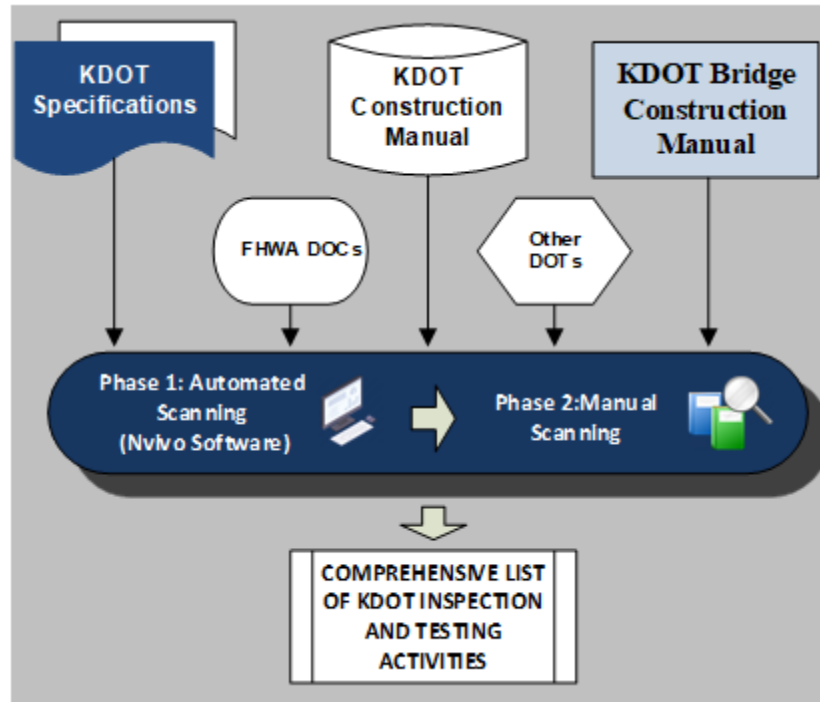 KDOT
Specifications
KDOT
Construction
Manual
KDOT Bridge
Construction
Manual
FHWA DOCs
Other
DOTs
Phase 1: Automated
Scanning
(Nvivo Software)
Phase 2:Manual
Scanning
COMPREHENSIVE LIST
OF KDOT INSPECTION
AND TESTING
ACTIVITIES